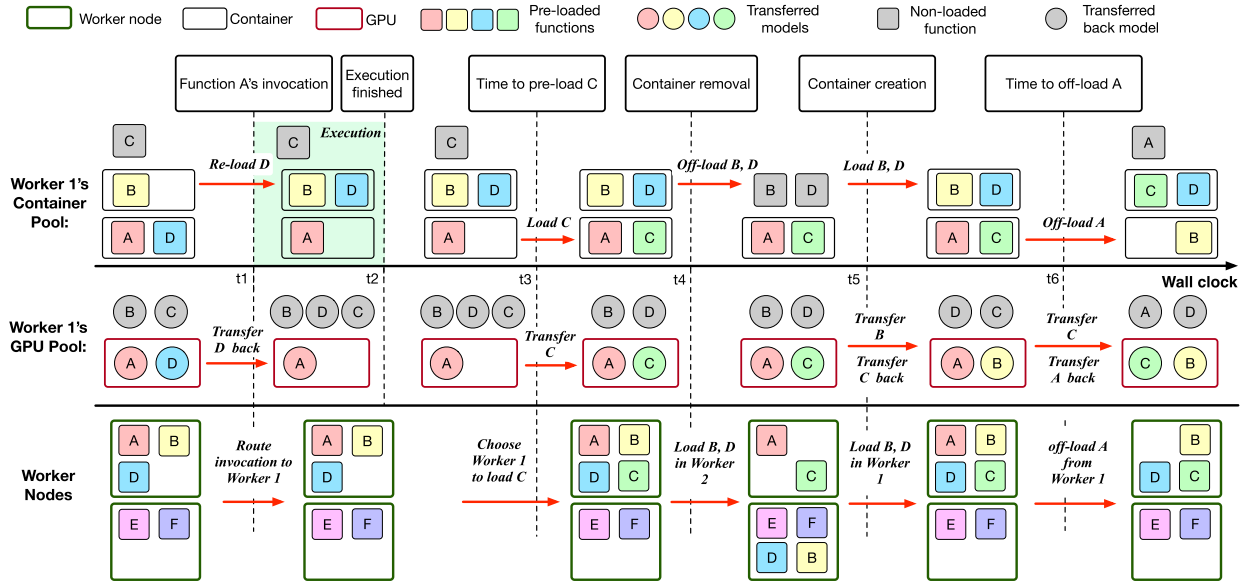 Worker node
Container
GPU
Pre-loaded
functions
Transferred
models
Non-loaded
function
Transferred
back model
Function A's invocation
Execution
finished
Time to pre-load C
Container removal
Container creation
Time to off-load A
Worker 1's
Container
Pool:
C
B
A D
Re-load D
Execution
C
B D
A
C
B D
A
Load C
B D
A C
Off-load B, D
B D
A C
Load B, D
B D
A C
Off-load A
A
C D
B
t1 t2 t3 t4 t5 t6
Wall clock
Worker 1's
GPU Pool:
B C
A D
Transfer
D back
B D C
A
B D C
A
Transfer
C
B D
A C
B D
A C
Transfer
B
Transfer
C back
D C
A B
Transfer
C
Transfer
A back
A D
C B
Worker
Nodes
A B
D
E F
Route
invocation to
Worker 1
A B
D
E F
Choose
Worker 1
to load C
A B
D C
E F
Load B, D
in Worker
2
A
C
E F
D B
Load B, D
in Worker
1
A B
D C
E F
off-load A
from
Worker 1
B
D C
E F